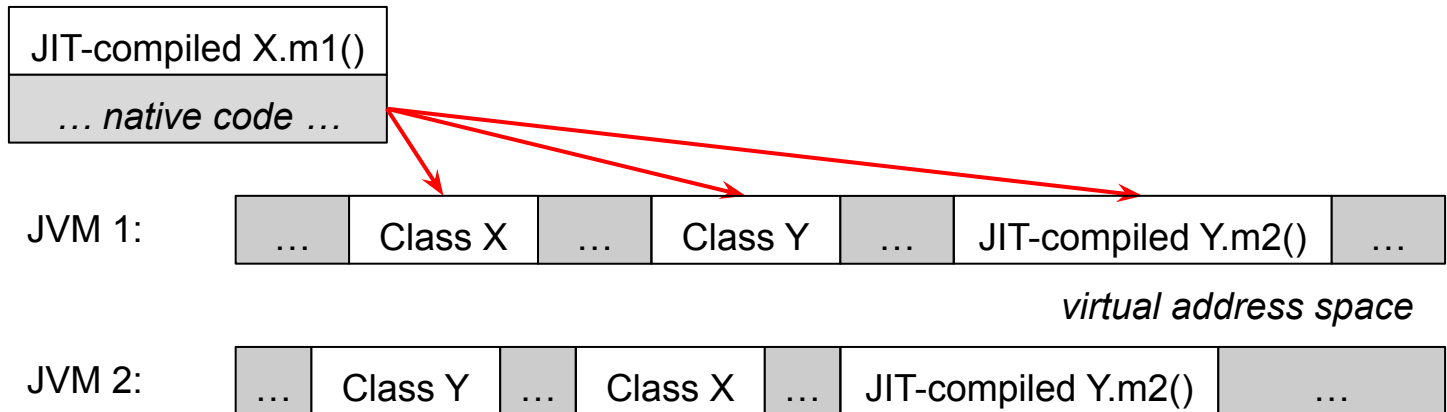 JIT-compiled X.m1()
… native code …
JVM 1: … Class X … Class Y … JIT-compiled Y.m2() …
virtual address space
JVM 2: … Class Y … Class X … JIT-compiled Y.m2() …